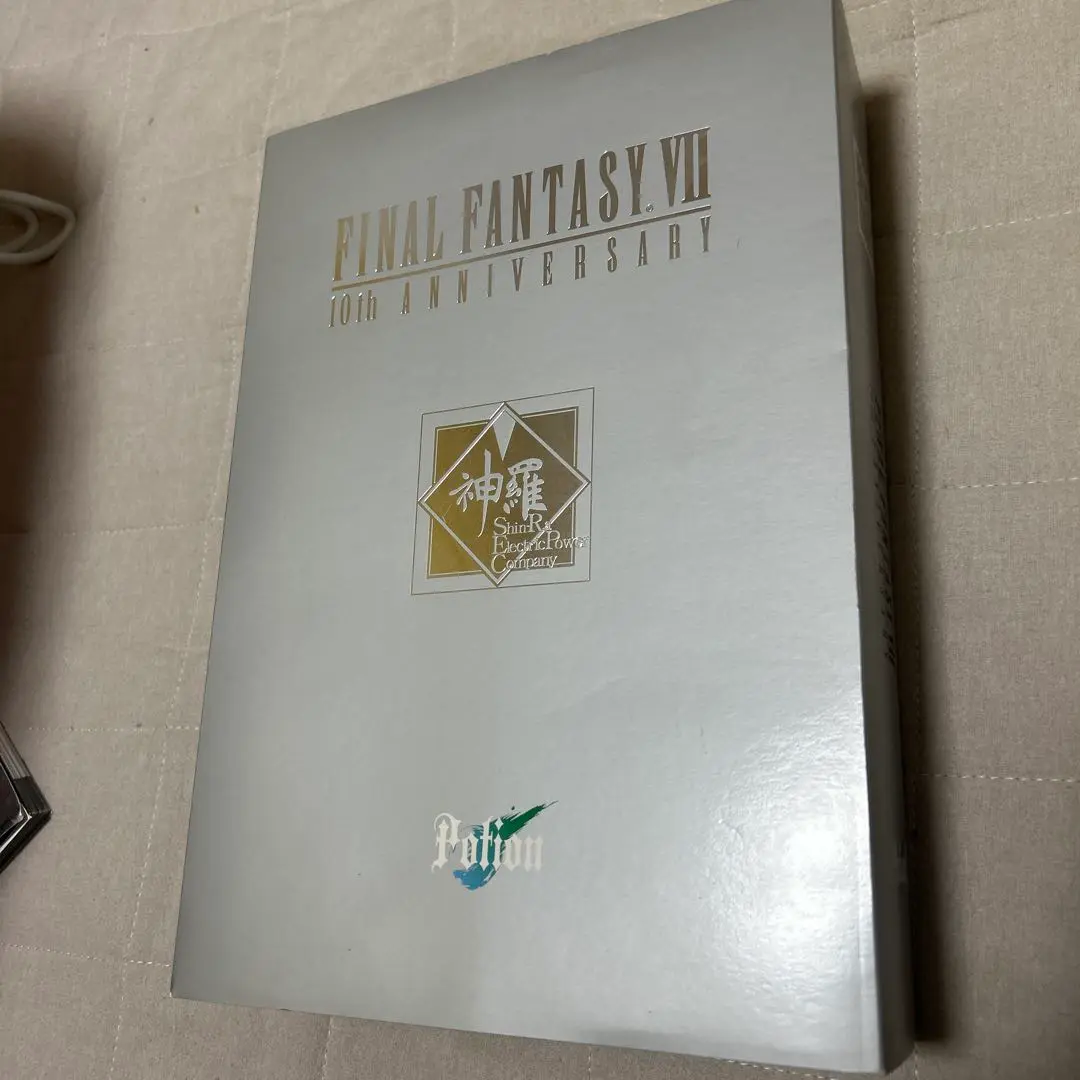 FINAL FANTASY. VII
10th ANNIVERSARY
神羅
Shin-Ra
Electric Power
Company
Potion